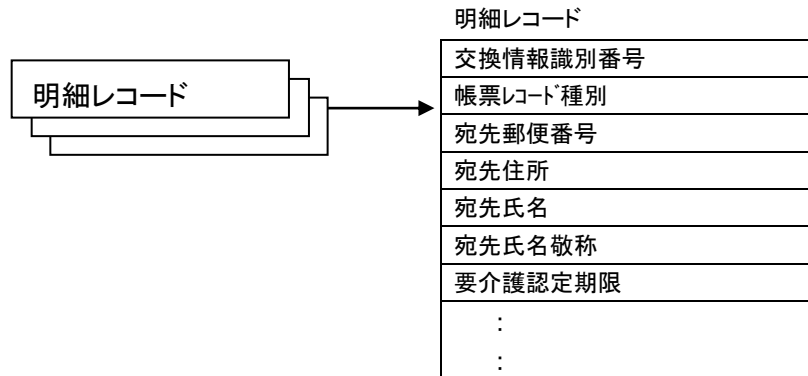 明細レコード
明細レコード
交換情報識別番号
帳票ﾚｺｰﾄﾞ種別
宛先郵便番号
宛先住所
宛先氏名
宛先氏名敬称
要介護認定期限
:
: